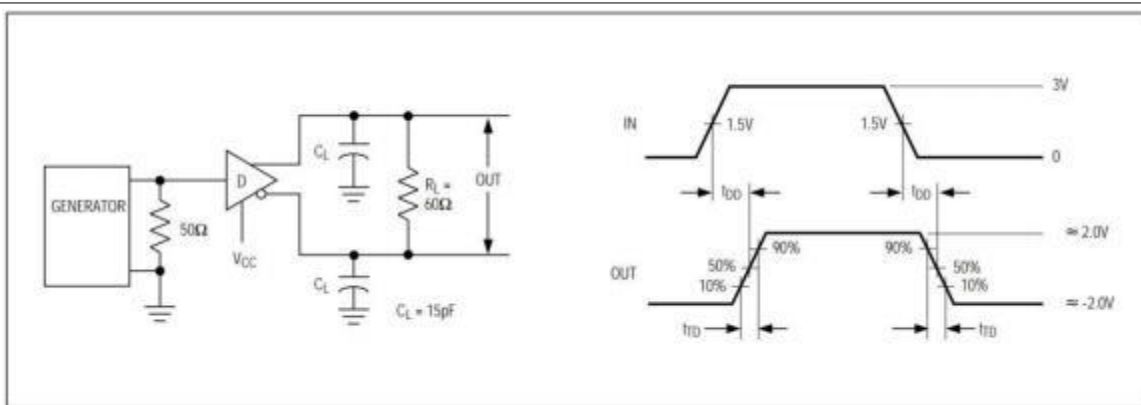 GENERATOR
50Ω
D
VCC
CL
CL
RL =
60Ω
OUT
CL = 15pF
IN
1.5V
1.5V
3V
0
tDD
tDD
OUT
90%
50%
10%
90%
50%
10%
≈ 2.0V
≈ -2.0V
tTD
tTD